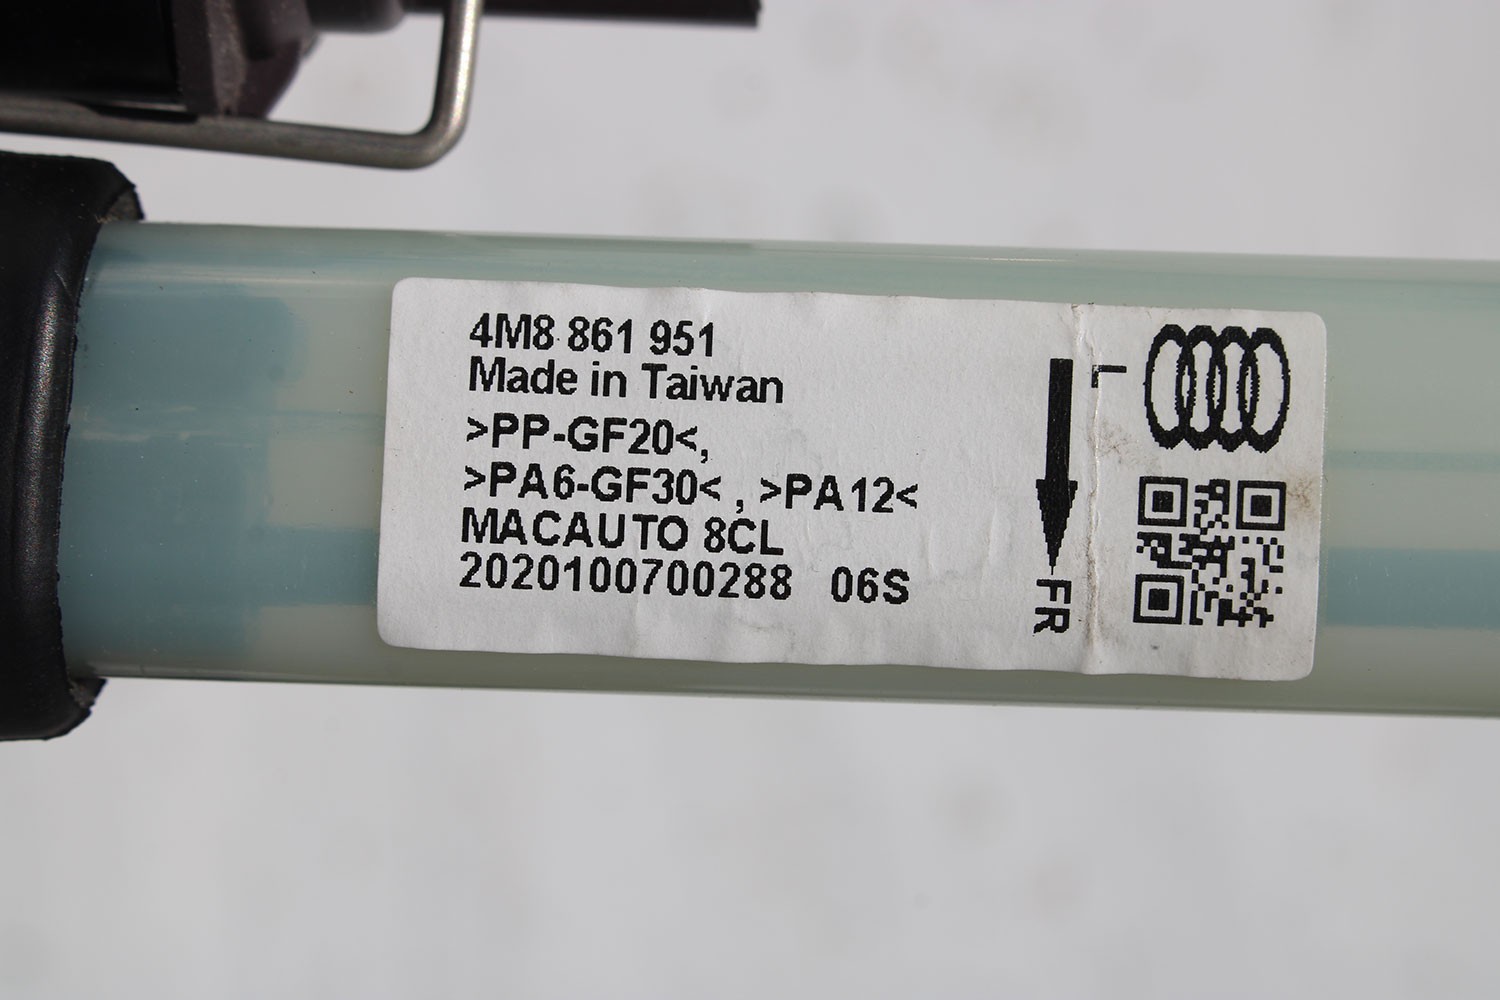 4M8 861 951
Made in Taiwan
>PP-GF20<,
>PA6-GF30< , >PA12<
MACAUTO 8CL
2020100700288 06S
L
FR